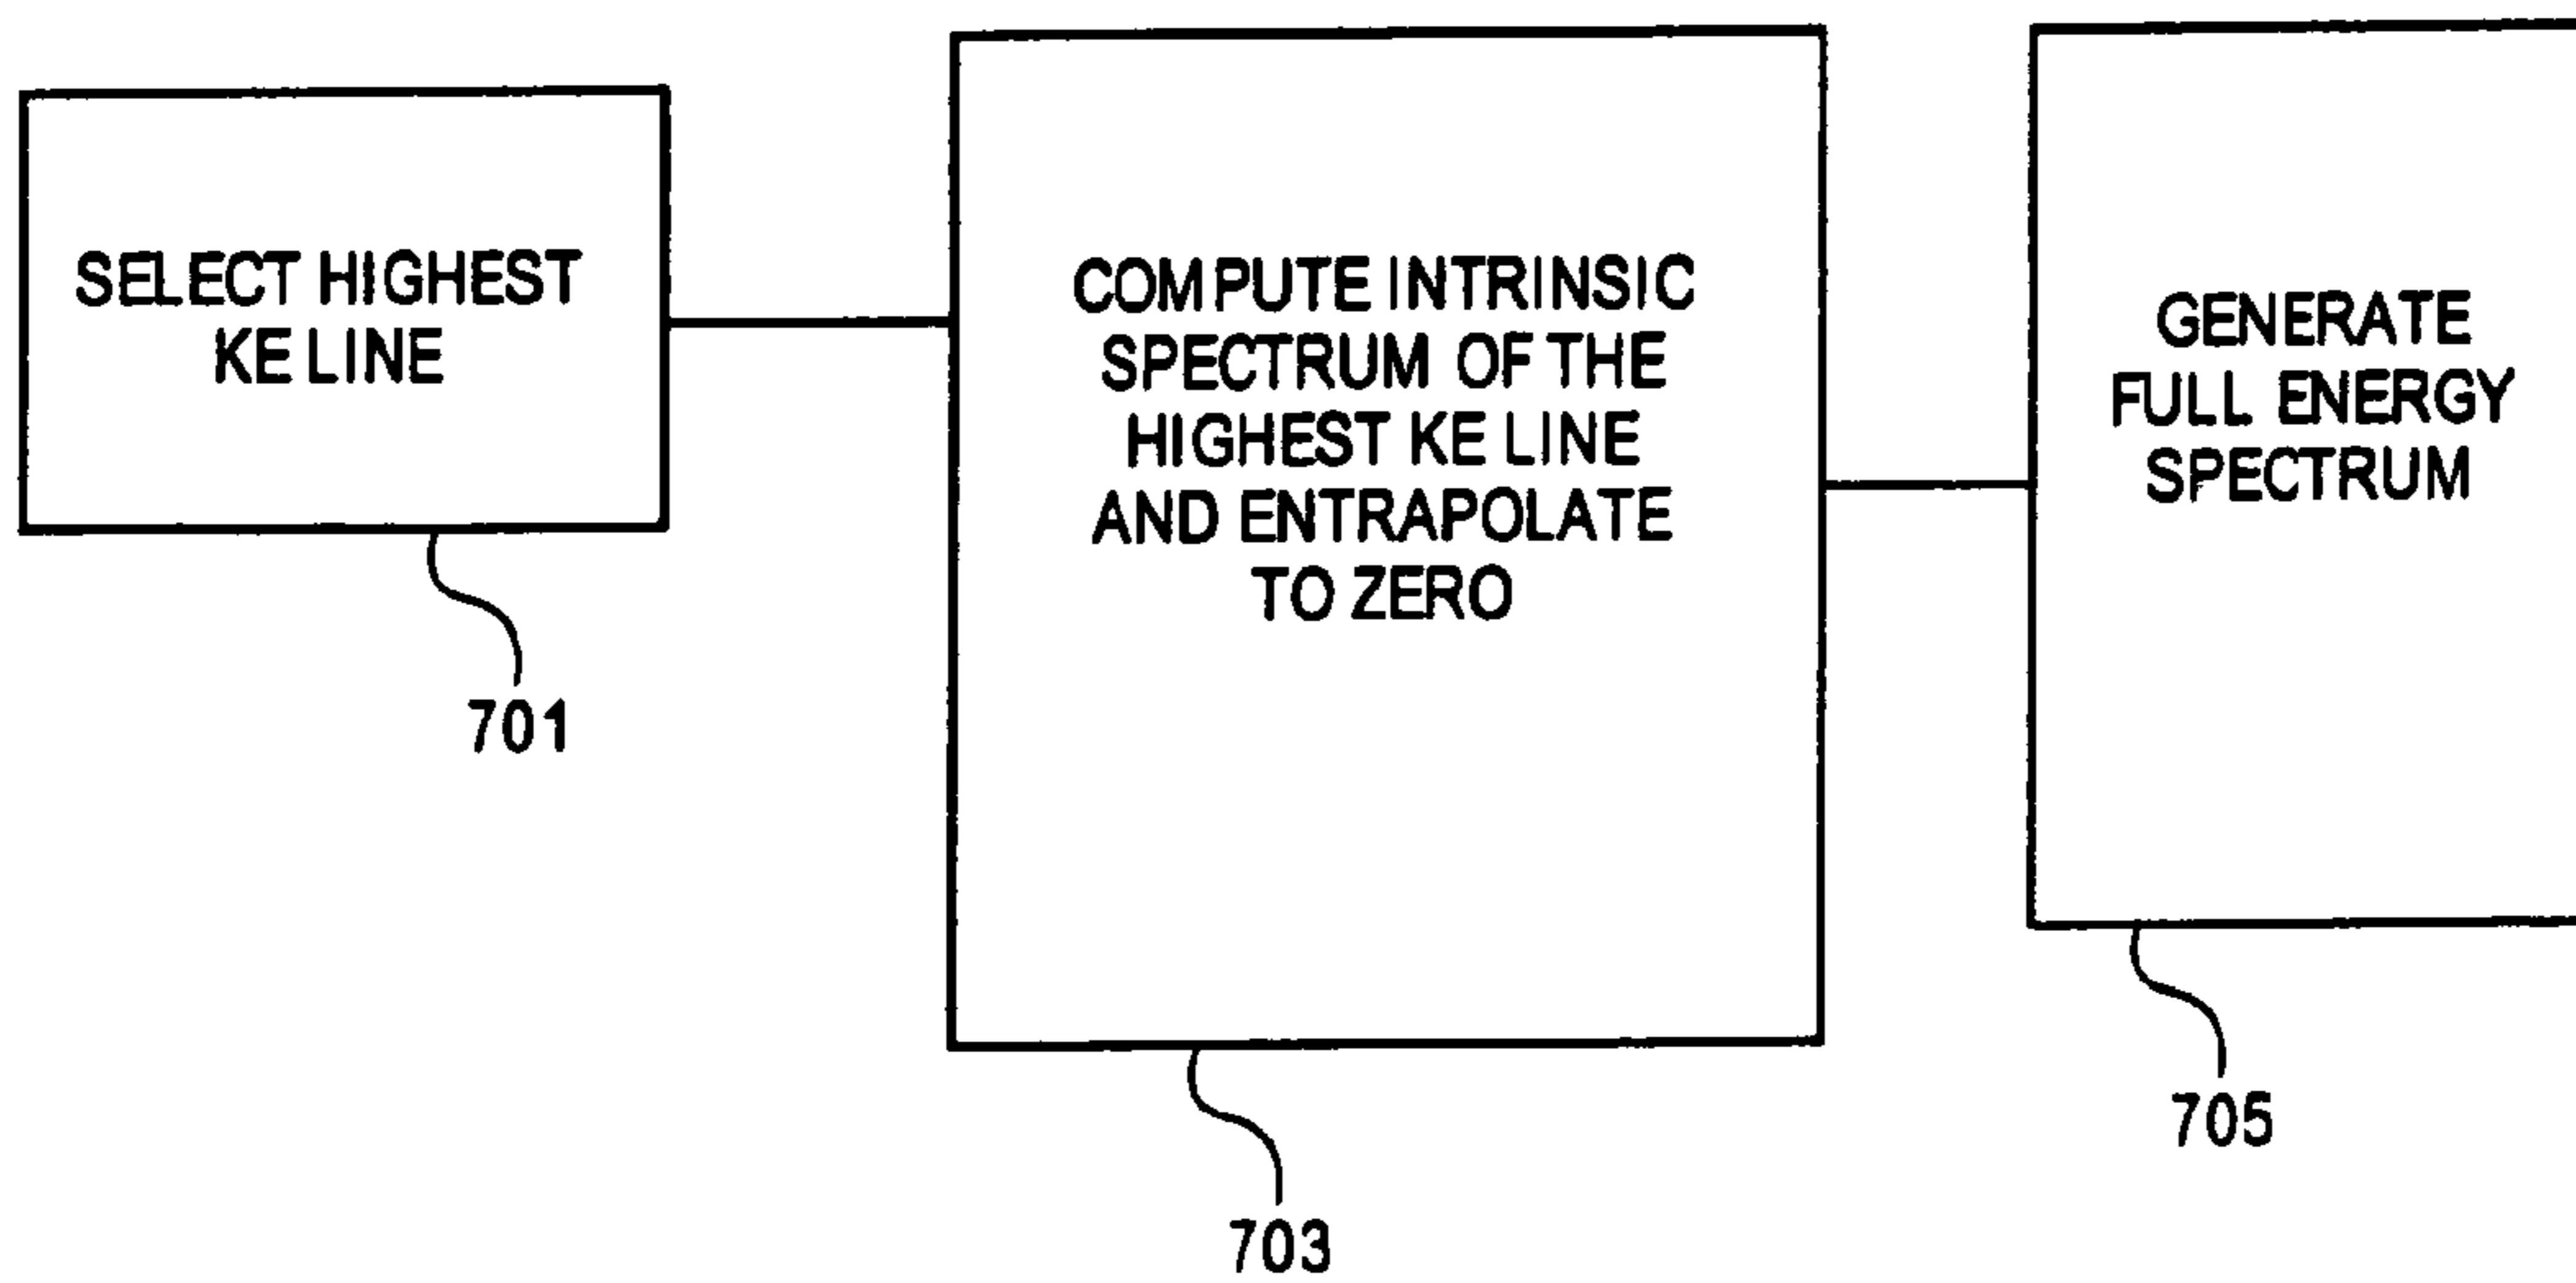 SELECT HIGHEST
KE LINE
701
COMPUTE INTRINSIC
SPECTRUM OF THE
HIGHEST KE LINE
AND ENTRAPOLATE
TO ZERO
703
GENERATE
FULL ENERGY
SPECTRUM
705